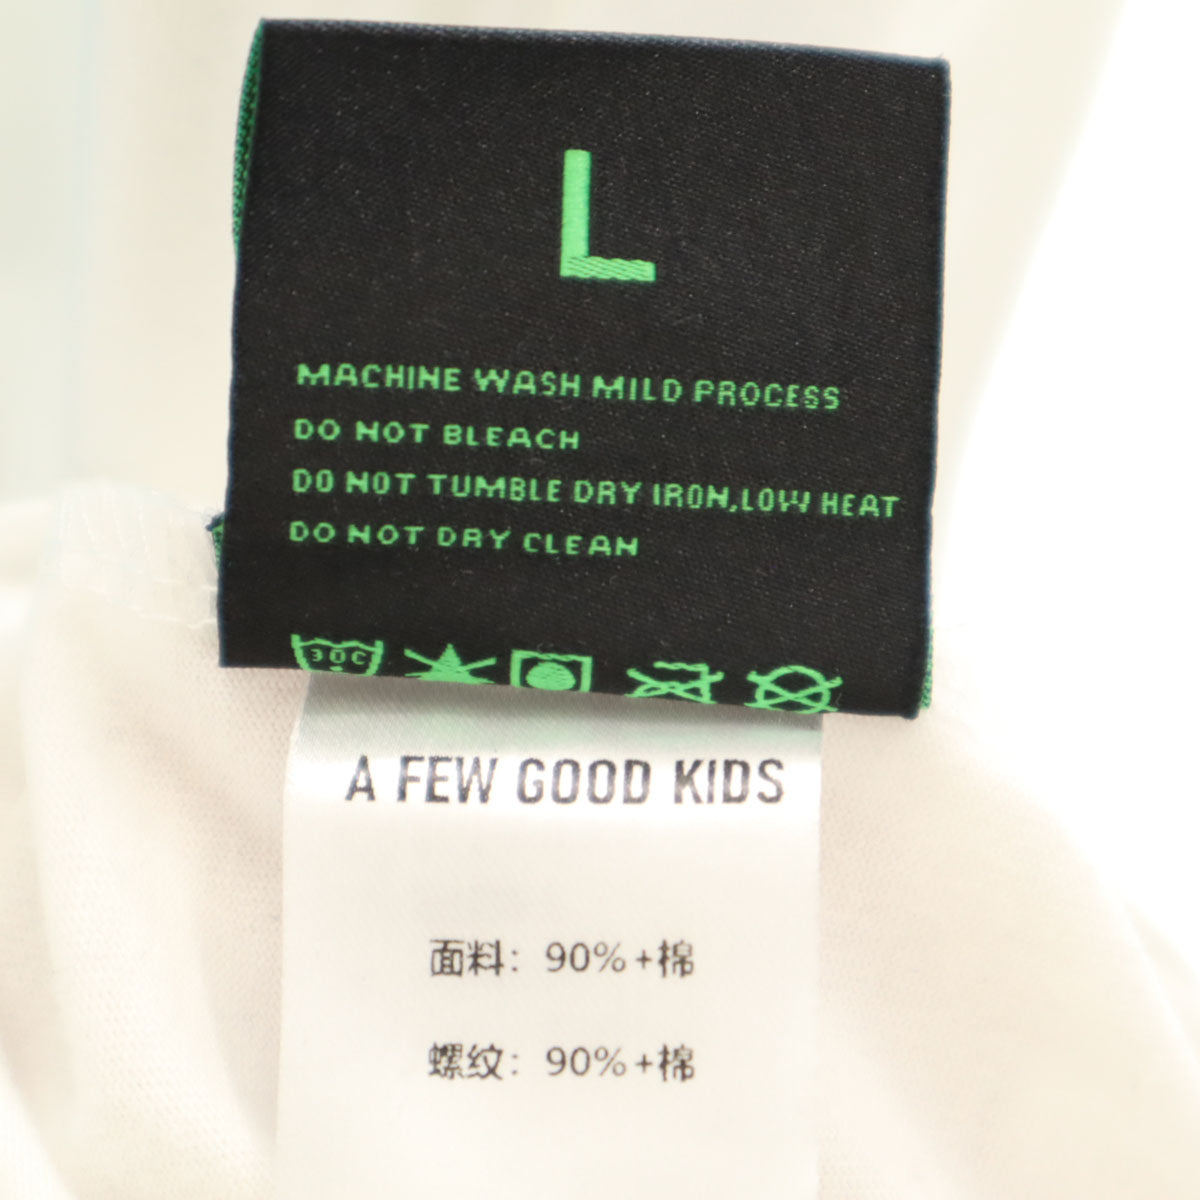 L
MACHINE WASH MILD PROCESS
DO NOT BLEACH
DO NOT TUMBLE DRY IRON,LOW HEAT
DO NOT DRY CLEAN
30C
A FEW GOOD KIDS
面料：90%+棉
螺纹：90%+棉